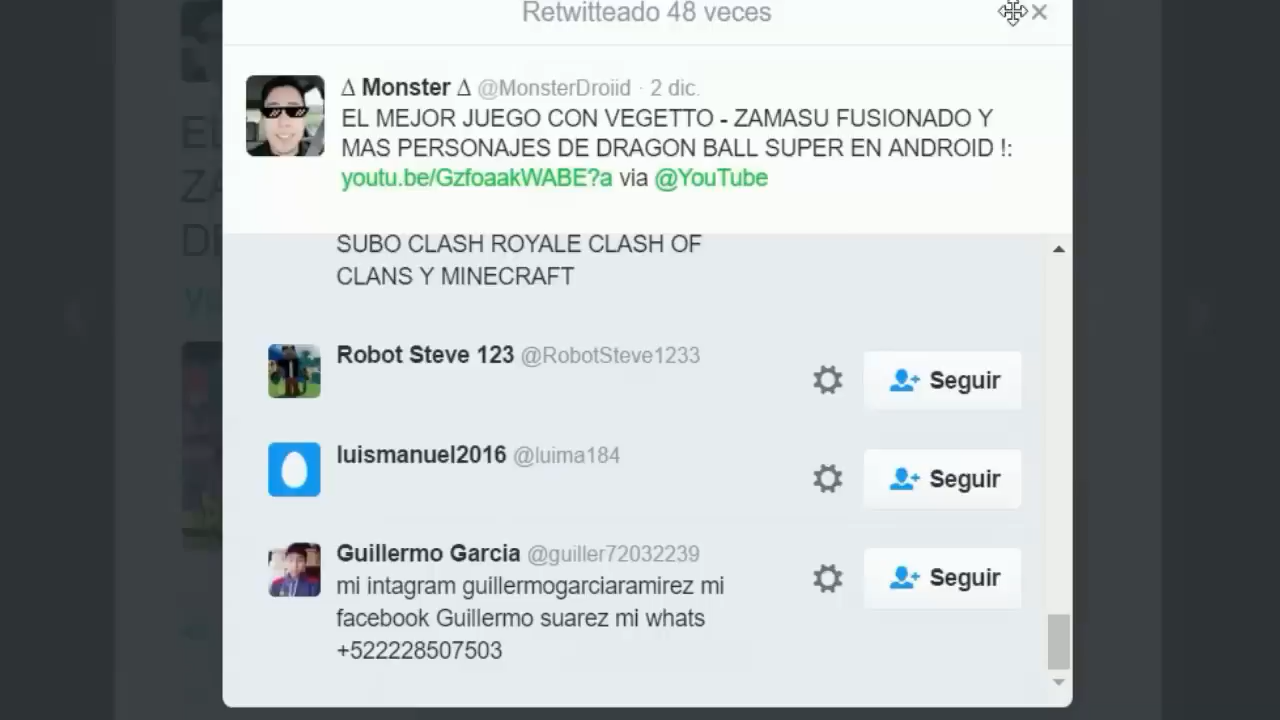 Retwitteado 48 veces
Δ Monster Δ @MonsterDroiid · 2 dic.
EL MEJOR JUEGO CON VEGETTO - ZAMASU FUSIONADO Y
MAS PERSONAJES DE DRAGON BALL SUPER EN ANDROID !:
youtu.be/GzfoaakWABE?a via @YouTube
SUBO CLASH ROYALE CLASH OF
CLANS Y MINECRAFT
Robot Steve 123 @RobotSteve1233
Seguir
luismanuel2016 @luima184
Seguir
Guillermo Garcia @guiller72032239
Seguir
mi intagram guillermogarciaramirez mi
facebook Guillermo suarez mi whats
+522228507503